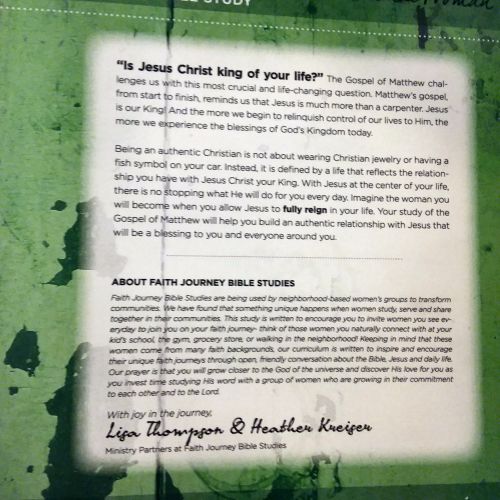 STUDY
Woman
“Is Jesus Christ king of your life?” The Gospel of Matthew chal-
lenges us with this most crucial and life-changing question. Matthew's gospel,
from start to finish, reminds us that Jesus is much more than a carpenter. Jesus
is our King! And the more we begin to relinquish control of our lives to Him, the
more we experience the blessings of God's Kingdom today.
Being an authentic Christian is not about wearing Christian jewelry or having a
fish symbol on your car. Instead, it is defined by a life that reflects the relation-
ship you have with Jesus Christ your King. With Jesus at the center of your life,
there is no stopping what He will do for you every day. Imagine the woman you
will become when you allow Jesus to fully reign in your life. Your study of the
Gospel of Matthew will help you build an authentic relationship with Jesus that
will be a blessing to you and everyone around you.
ABOUT FAITH JOURNEY BIBLE STUDIES
Faith Journey Bible Studies are being used by neighborhood-based women's groups to transform
communities. We have found that something unique happens when women study, serve and share
together in their communities. This study is written to encourage you to invite women you see ev-
eryday to join you on your faith journey- think of those women you naturally connect with at your
kid's school, the gym, grocery store, or walking in the neighborhood! Keeping in mind that these
women come from many faith backgrounds, our curriculum is written to inspire and encourage
their unique faith journeys through open, friendly conversation about the Bible, Jesus and daily life.
Our prayer is that you will grow closer to the God of the universe and discover His love for you as
you invest time studying His word with a group of women who are growing in their commitment
to each other and to the Lord.
With joy in the journey,
Lisa Thompson & Heather Kreiser
Ministry Partners at Faith Journey Bible Studies